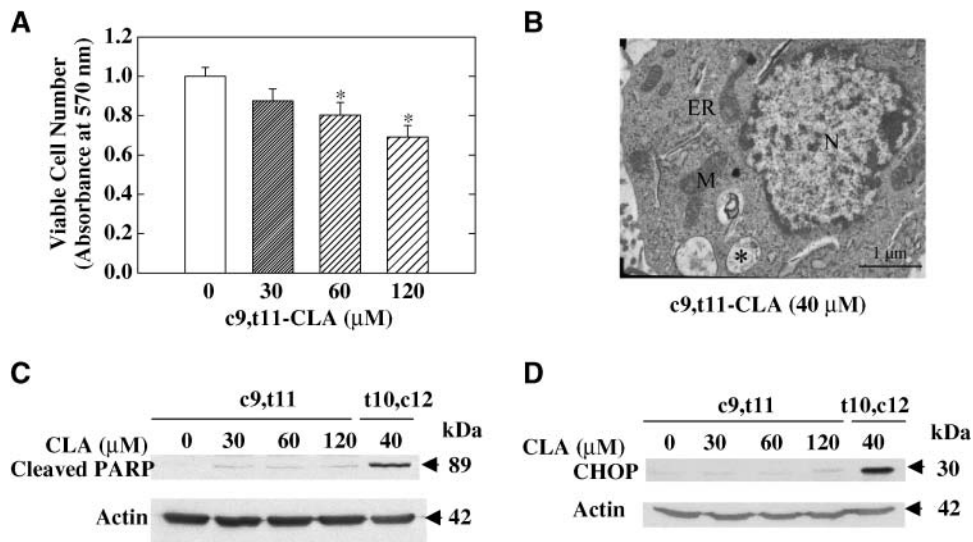 A
Viable Cell Number
(Absorbance at 570 nm)
1.2
1.0
0.8
0.6
0.4
0.2
0.0
*
*
0 30 60 120
c9,t11-CLA (μM)
B
ER
N
M
*
1 μm
c9,t11-CLA (40 μM)
C
c9,t11 t10,c12
CLA (μM) 0 30 60 120 40 kDa
Cleaved PARP 89
Actin 42
D
c9,t11 t10,c12
CLA (μM) 0 30 60 120 40 kDa
CHOP 30
Actin 42